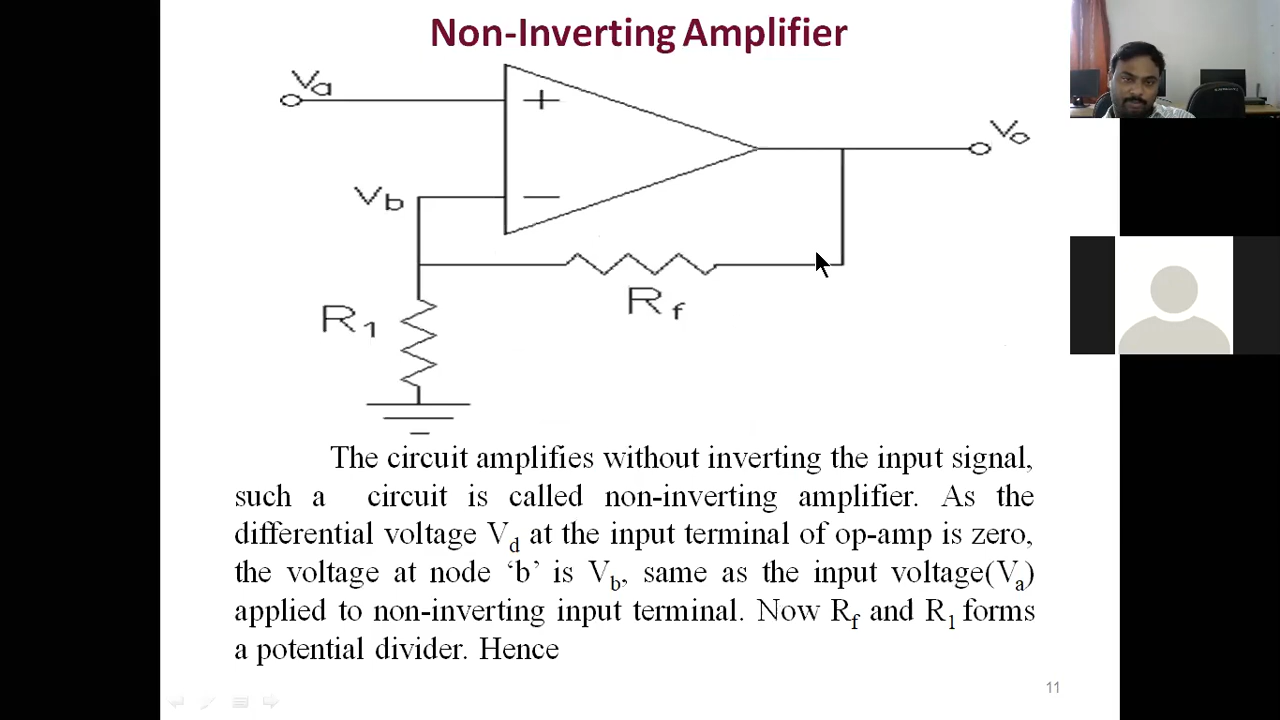 Non-Inverting Amplifier
Va
+
Vo
Vb
−
Rf
R1
The circuit amplifies without inverting the input signal,
such a circuit is called non-inverting amplifier. As the
differential voltage Vd at the input terminal of op-amp is zero,
the voltage at node ‘b’ is Vb, same as the input voltage(Va)
applied to non-inverting input terminal. Now Rf and R1 forms
a potential divider. Hence
11